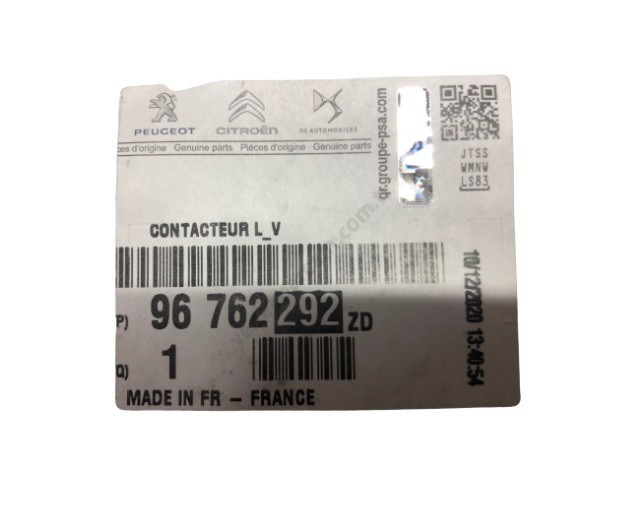 PEUGEOT CITROËN DS AUTOMOBILES
es d'origine Genuine parts Pièces d'origine Genuine parts
qr.groupe-psa.com
JTSS
WMNW
LS83
CONTACTEUR L_V
P) 96 762 292 ZD
Q) 1
MADE IN FR - FRANCE
10/12/2020 13:40:54